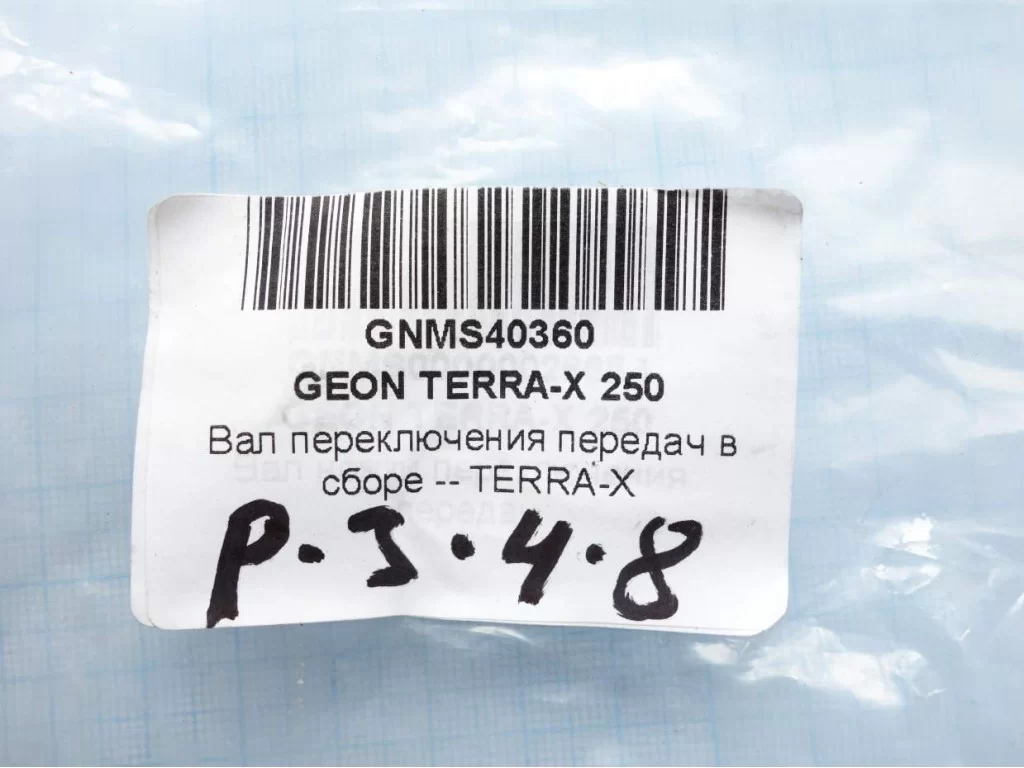 GNMS40360
GEON TERRA-X 250
Вал переключения передач в
сборе -- TERRA-X
P.3.4.8